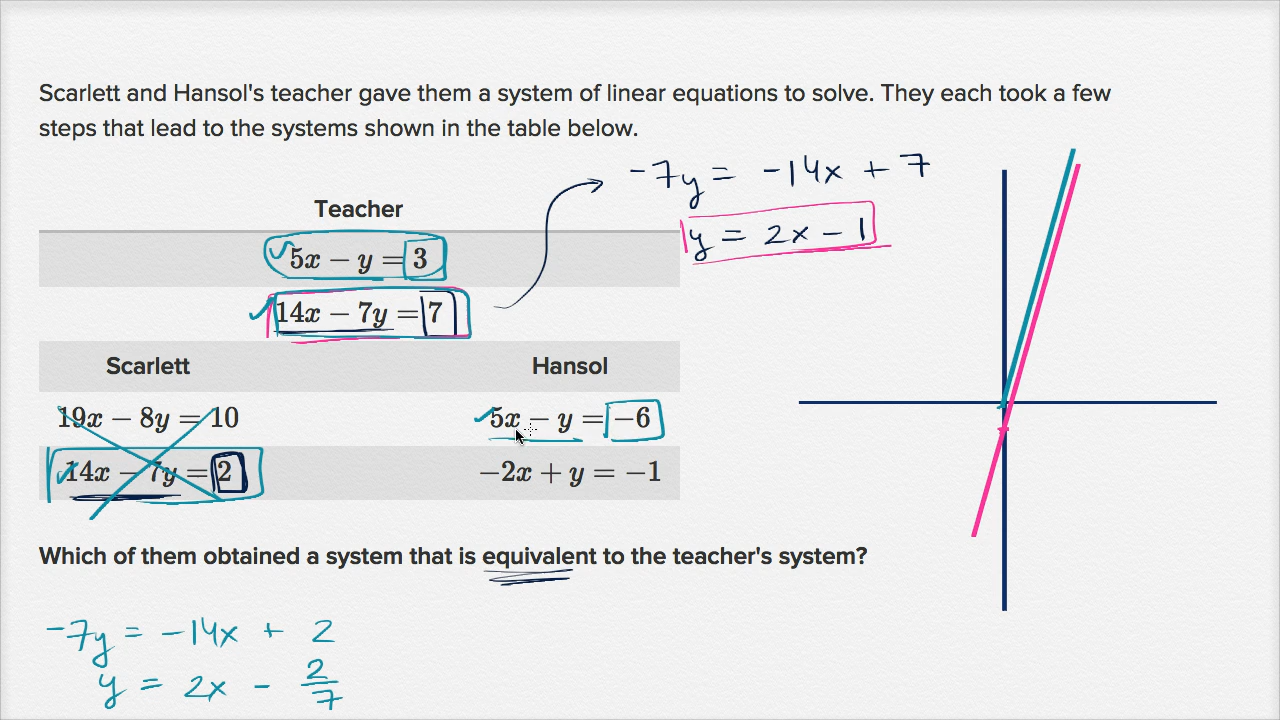 Scarlett and Hansol's teacher gave them a system of linear equations to solve. They each took a few
steps that lead to the systems shown in the table below.
-7y = -14x + 7
y = 2x - 1
Teacher
5x − y = 3
14x − 7y = 7
Scarlett Hansol
19x − 8y = 10 5x − y = −6
14x − 7y = 2 −2x + y = −1
Which of them obtained a system that is equivalent to the teacher's system?
-7y = -14x + 2
y = 2x - 2/7